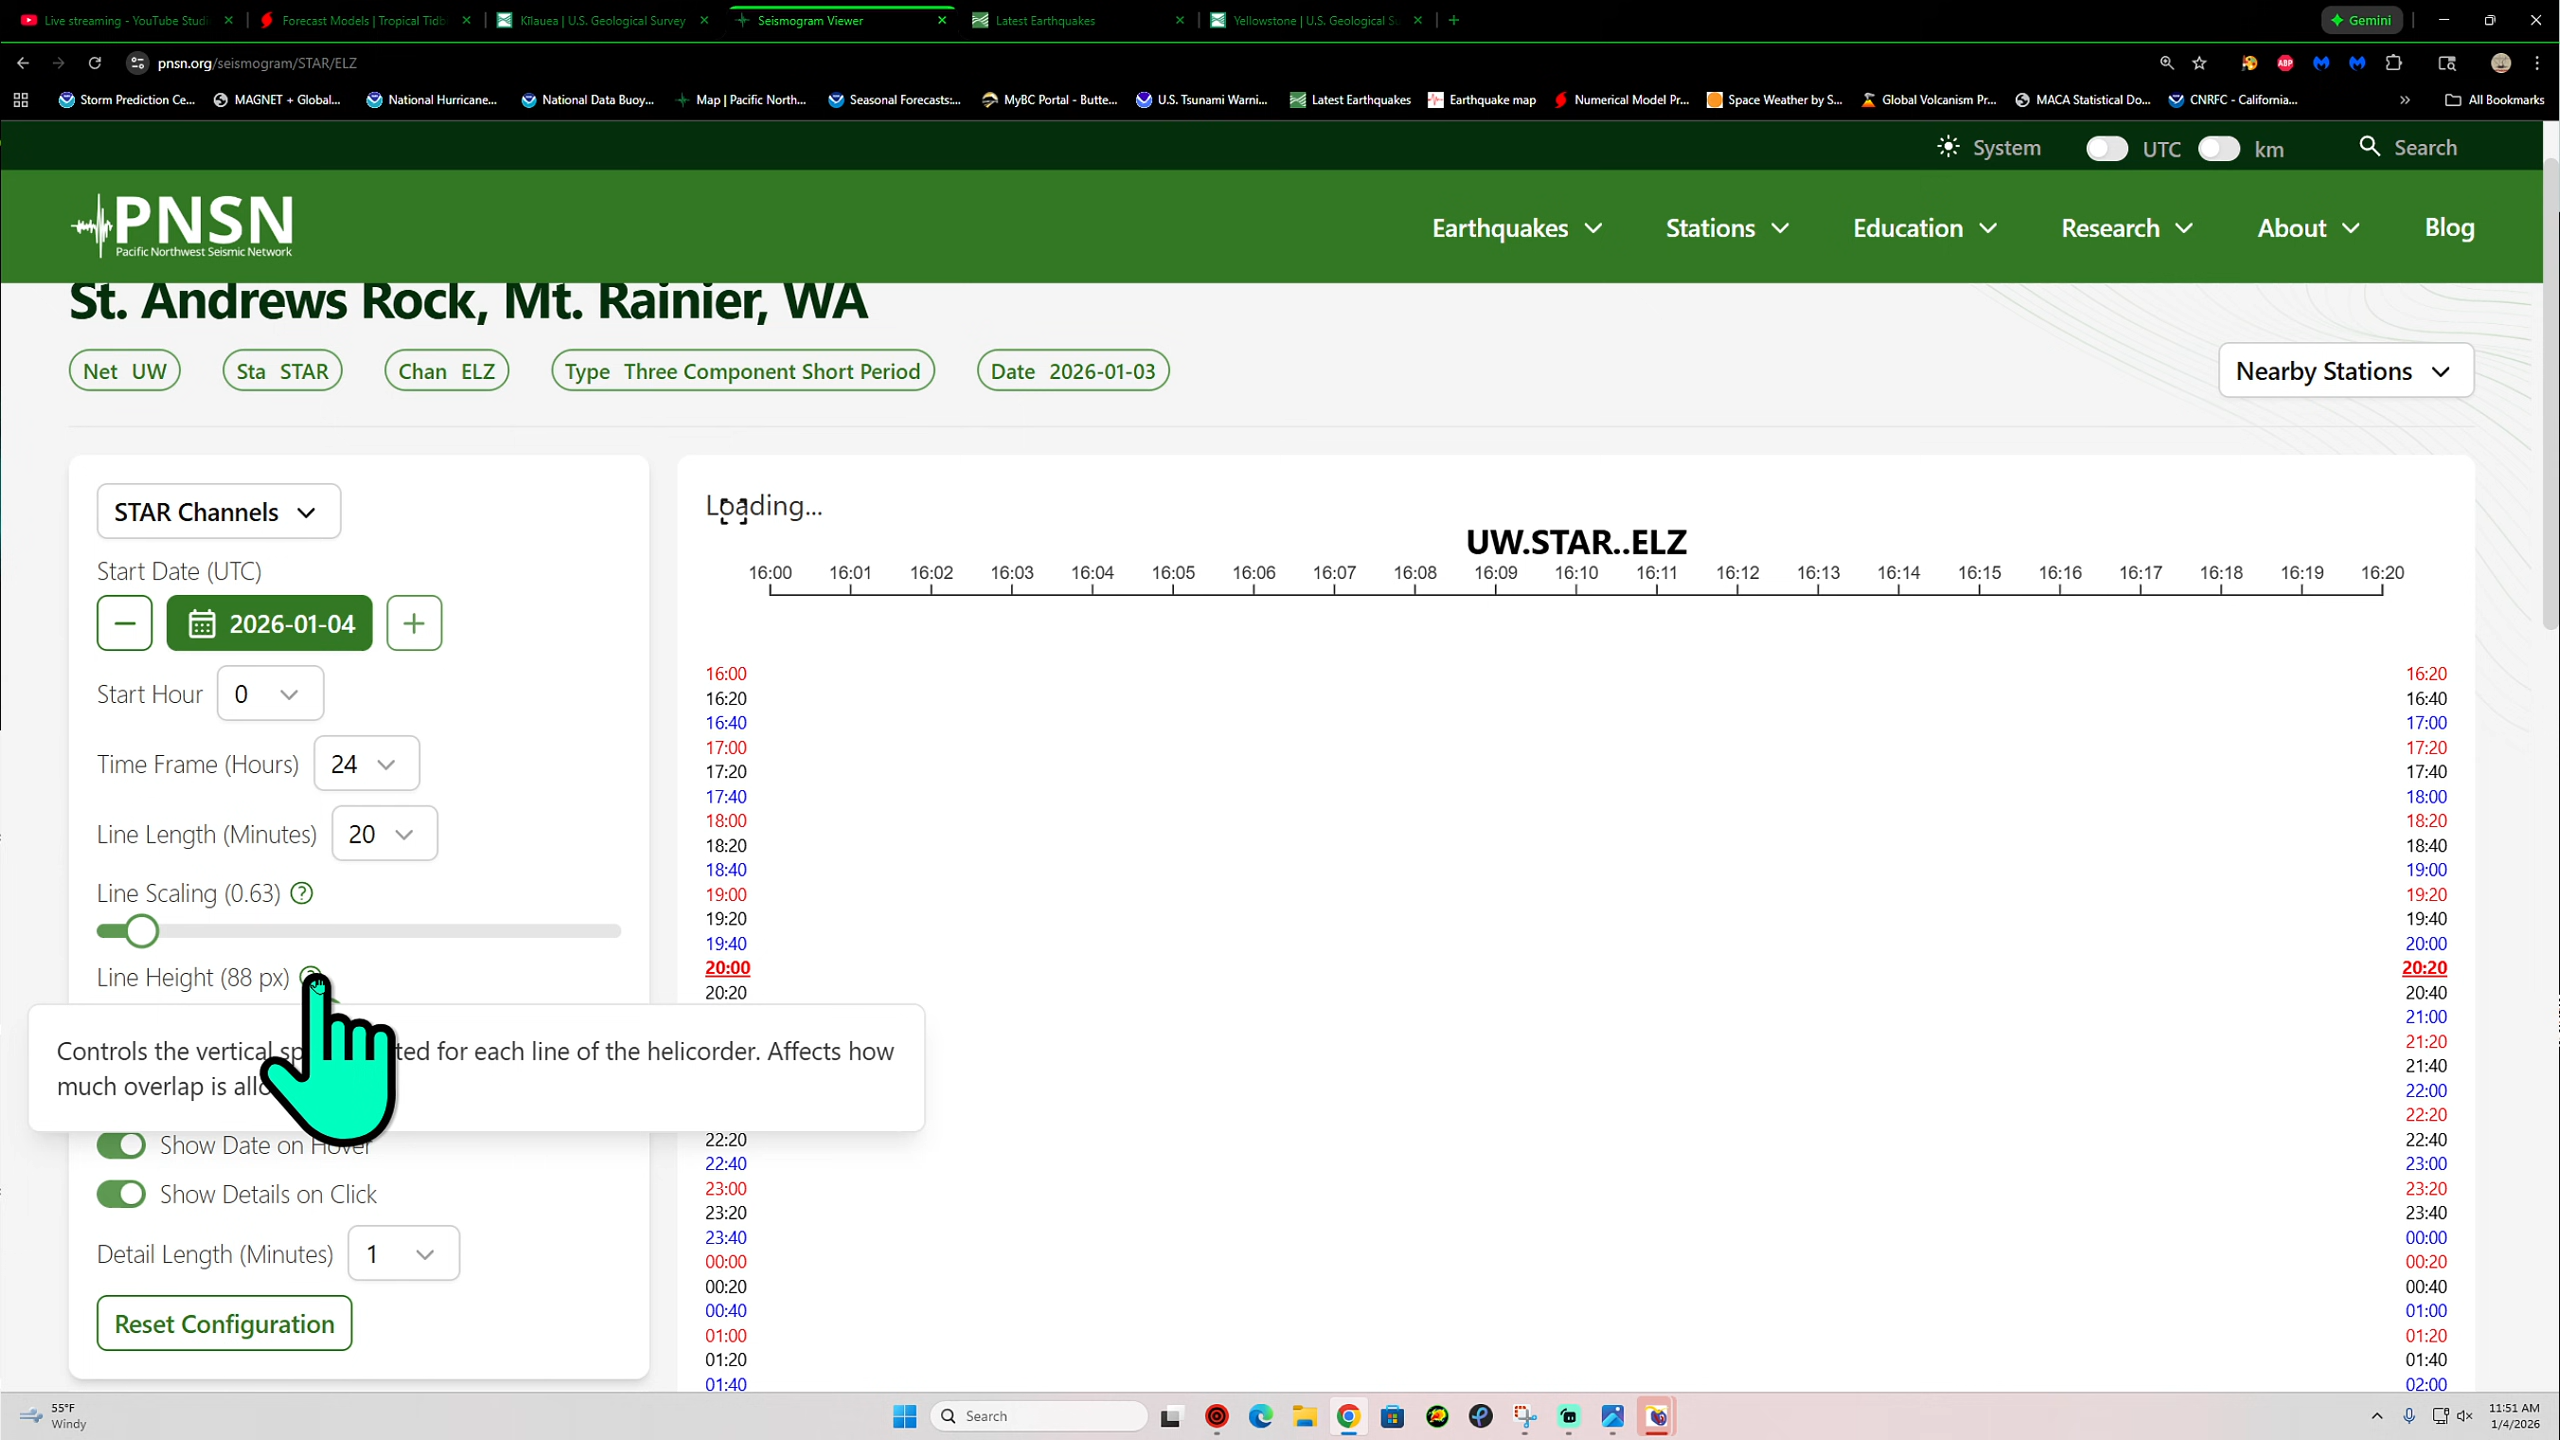 Live streaming - YouTube Studi
Forecast Models | Tropical Tidb
Kīlauea | U.S. Geological Survey
Seismogram Viewer
Latest Earthquakes
Yellowstone | U.S. Geological Su
Gemini
pnsn.org/seismogram/STAR/ELZ
ABP
Storm Prediction Ce...
MAGNET + Global...
National Hurricane...
National Data Buoy...
Map | Pacific North...
Seasonal Forecasts:...
MyBC Portal - Butte...
U.S. Tsunami Warni...
Latest Earthquakes
Earthquake map
Numerical Model Pr...
Space Weather by S...
Global Volcanism Pr...
MACA Statistical Do...
CNRFC - California...
All Bookmarks
System UTC km Search
PNSN
Pacific Northwest Seismic Network
Earthquakes Stations Education Research About Blog
St. Andrews Rock, Mt. Rainier, WA
Net UW Sta STAR Chan ELZ Type Three Component Short Period Date 2026-01-03 Nearby Stations
STAR Channels
Start Date (UTC)
2026-01-04
Start Hour 0
Time Frame (Hours) 24
Line Length (Minutes) 20
Line Scaling (0.63) ?
Line Height (88 px)
Controls the vertical sp ted for each line of the helicorder. Affects how
much overlap is allo
Show Date on Hover
Show Details on Click
Detail Length (Minutes) 1
Reset Configuration
Loading...
UW.STAR..ELZ
16:00 16:01 16:02 16:03 16:04 16:05 16:06 16:07 16:08 16:09 16:10 16:11 16:12 16:13 16:14 16:15 16:16 16:17 16:18 16:19 16:20
16:00 16:20
16:20 16:40
16:40 17:00
17:00 17:20
17:20 17:40
17:40 18:00
18:00 18:20
18:20 18:40
18:40 19:00
19:00 19:20
19:20 19:40
19:40 20:00
20:00 20:20
20:20 20:40
21:00
21:20
21:40
22:00
22:20
22:20 22:40
22:40 23:00
23:00 23:20
23:20 23:40
23:40 00:00
00:00 00:20
00:20 00:40
00:40 01:00
01:00 01:20
01:20 01:40
01:40 02:00
55°F
Windy
Search
11:51 AM
1/4/2026